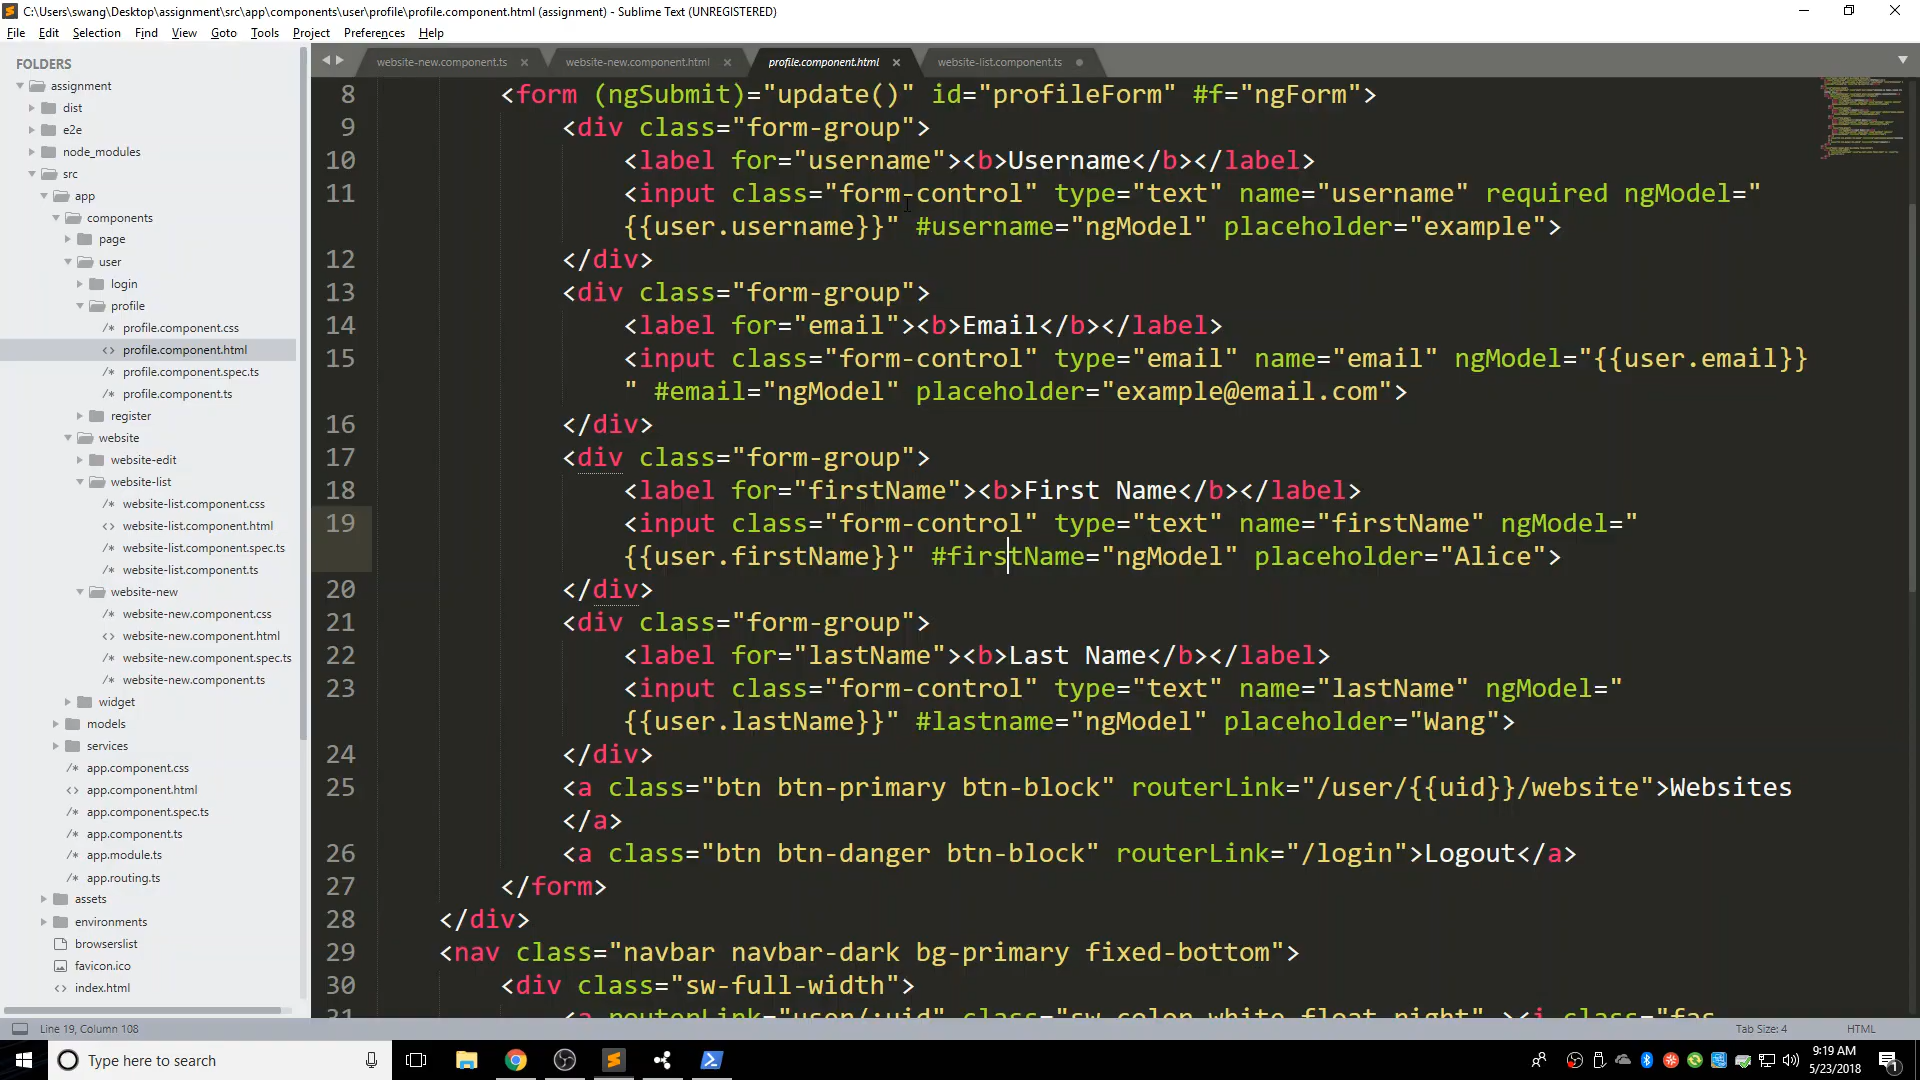 C:\Users\swang\Desktop\assignment\src\app\components\user\profile\profile.component.html (assignment) - Sublime Text (UNREGISTERED)
File Edit Selection Find View Goto Tools Project Preferences Help
FOLDERS
assignment
dist
e2e
node_modules
src
app
components
page
user
login
profile
/* profile.component.css
<> profile.component.html
/* profile.component.spec.ts
/* profile.component.ts
register
website
website-edit
website-list
/* website-list.component.css
<> website-list.component.html
/* website-list.component.spec.ts
/* website-list.component.ts
website-new
/* website-new.component.css
<> website-new.component.html
/* website-new.component.spec.ts
/* website-new.component.ts
widget
models
services
/* app.component.css
<> app.component.html
/* app.component.spec.ts
/* app.component.ts
/* app.module.ts
/* app.routing.ts
assets
environments
browserslist
favicon.ico
<> index.html
website-new.component.ts website-new.component.html profile.component.html website-list.component.ts
8 <form (ngSubmit)="update()" id="profileForm" #f="ngForm">
9 <div class="form-group">
10 <label for="username"><b>Username</b></label>
11 <input class="form-control" type="text" name="username" required ngModel="
{{user.username}}" #username="ngModel" placeholder="example">
12 </div>
13 <div class="form-group">
14 <label for="email"><b>Email</b></label>
15 <input class="form-control" type="email" name="email" ngModel="{{user.email}}
" #email="ngModel" placeholder="example@email.com">
16 </div>
17 <div class="form-group">
18 <label for="firstName"><b>First Name</b></label>
19 <input class="form-control" type="text" name="firstName" ngModel="
{{user.firstName}}" #firstName="ngModel" placeholder="Alice">
20 </div>
21 <div class="form-group">
22 <label for="lastName"><b>Last Name</b></label>
23 <input class="form-control" type="text" name="lastName" ngModel="
{{user.lastName}}" #lastname="ngModel" placeholder="Wang">
24 </div>
25 <a class="btn btn-primary btn-block" routerLink="/user/{{uid}}/website">Websites
</a>
26 <a class="btn btn-danger btn-block" routerLink="/login">Logout</a>
27 </form>
28 </div>
29 <nav class="navbar navbar-dark bg-primary fixed-bottom">
30 <div class="sw-full-width">
31 <a routerLink="user/:uid" class="sw-color-white float-right" ><i class="fas
Line 19, Column 108 Tab Size: 4 HTML
Type here to search
9:19 AM
5/23/2018
1